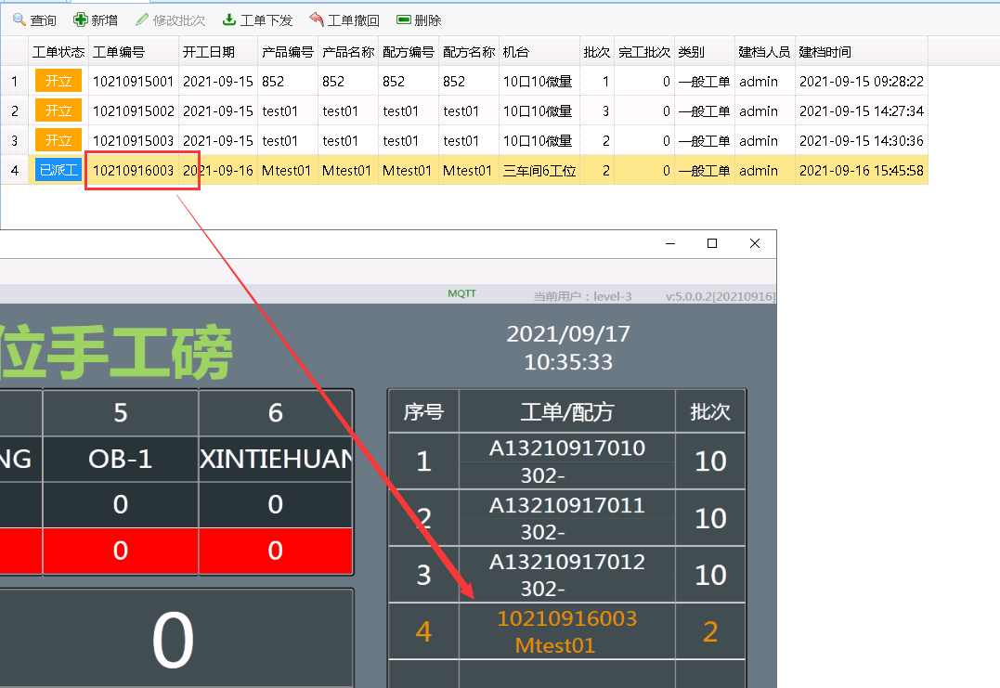 查询 新增 修改批次 工单下发 工单撤回 删除
工单状态 工单编号 开工日期 产品编号 产品名称 配方编号 配方名称 机台 批次 完工批次 类别 建档人员 建档时间
1 开立 10210915001 2021-09-15 852 852 852 852 10口10微量 1 0 一般工单 admin 2021-09-15 09:28:22
2 开立 10210915002 2021-09-15 test01 test01 test01 test01 10口10微量 3 0 一般工单 admin 2021-09-15 14:27:34
3 开立 10210915003 2021-09-15 test01 test01 test01 test01 10口10微量 2 0 一般工单 admin 2021-09-15 14:30:36
4 已派工 10210916003 2021-09-16 Mtest01 Mtest01 Mtest01 Mtest01 三车间6工位 2 0 一般工单 admin 2021-09-16 15:45:58
MQTT 当前用户：level-3 v:5.0.0.2[20210916]
位手工磅
2021/09/17
10:35:33
5 6
NG OB-1 XINTIEHUAN
0 0
0 0
0
序号 工单/配方 批次
1 A13210917010 10
302-
2 A13210917011 10
302-
3 A13210917012 10
302-
4 10210916003 2
Mtest01